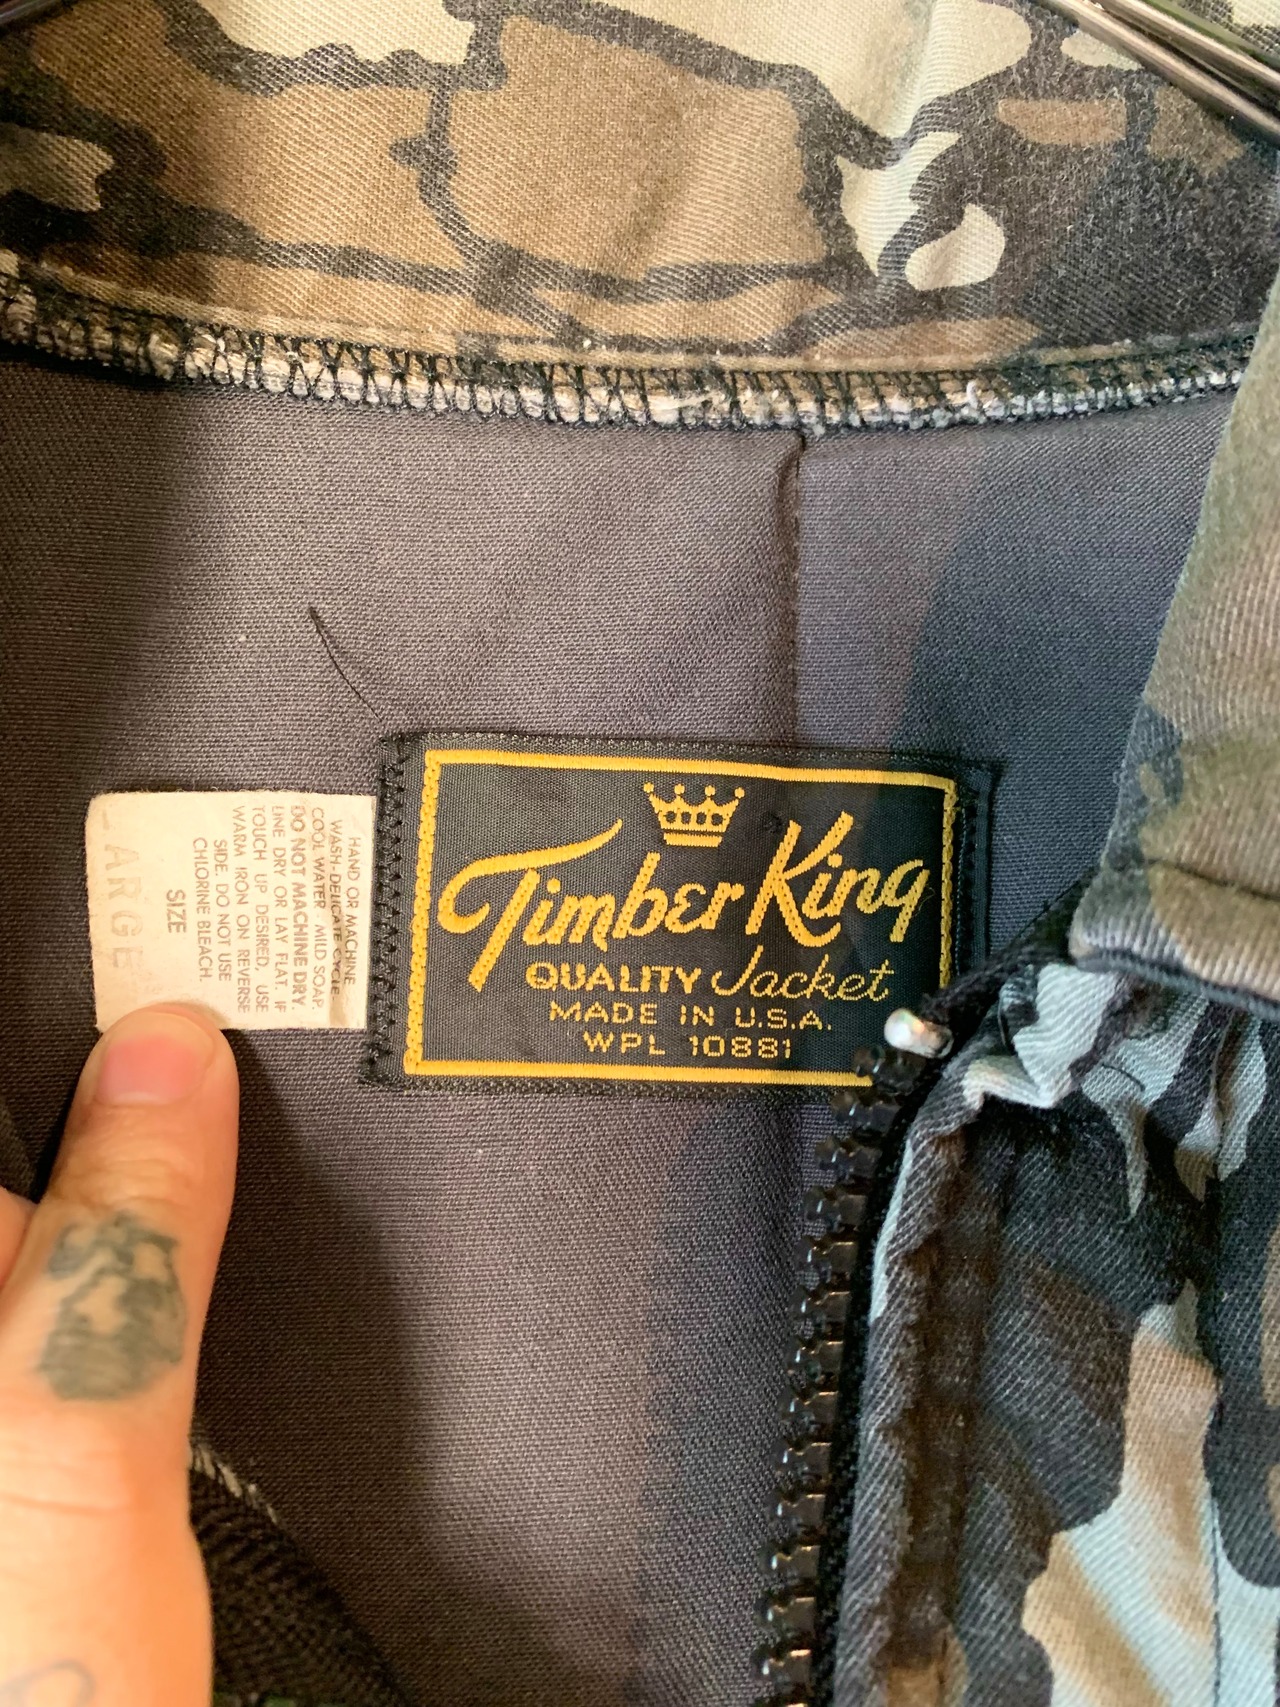 HAND OR MACHINE
WASH-DELICATE CYCLE-
COOL WATER - MILD SOAP.
DO NOT MACHINE DRY.
LINE DRY OR LAY FLAT. IF
TOUCH UP DESIRED, USE
WARM IRON ON REVERSE
SIDE. DO NOT USE
CHLORINE BLEACH.
SIZE
LARGE
Timber King
QUALITY Jacket
MADE IN U.S.A.
WPL 10881